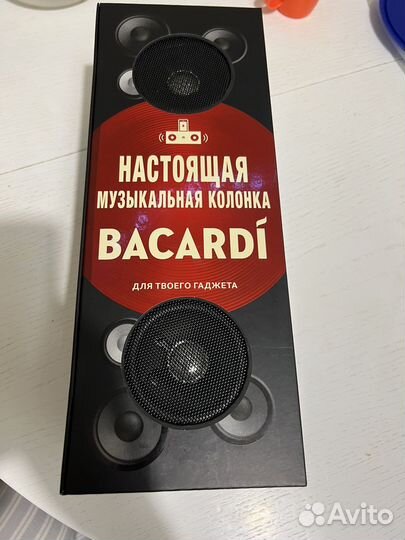 НАСТОЯЩАЯ
МУЗЫКАЛЬНАЯ КОЛОНКА
BACARDÍ
ДЛЯ ТВОЕГО ГАДЖЕТА
Avito